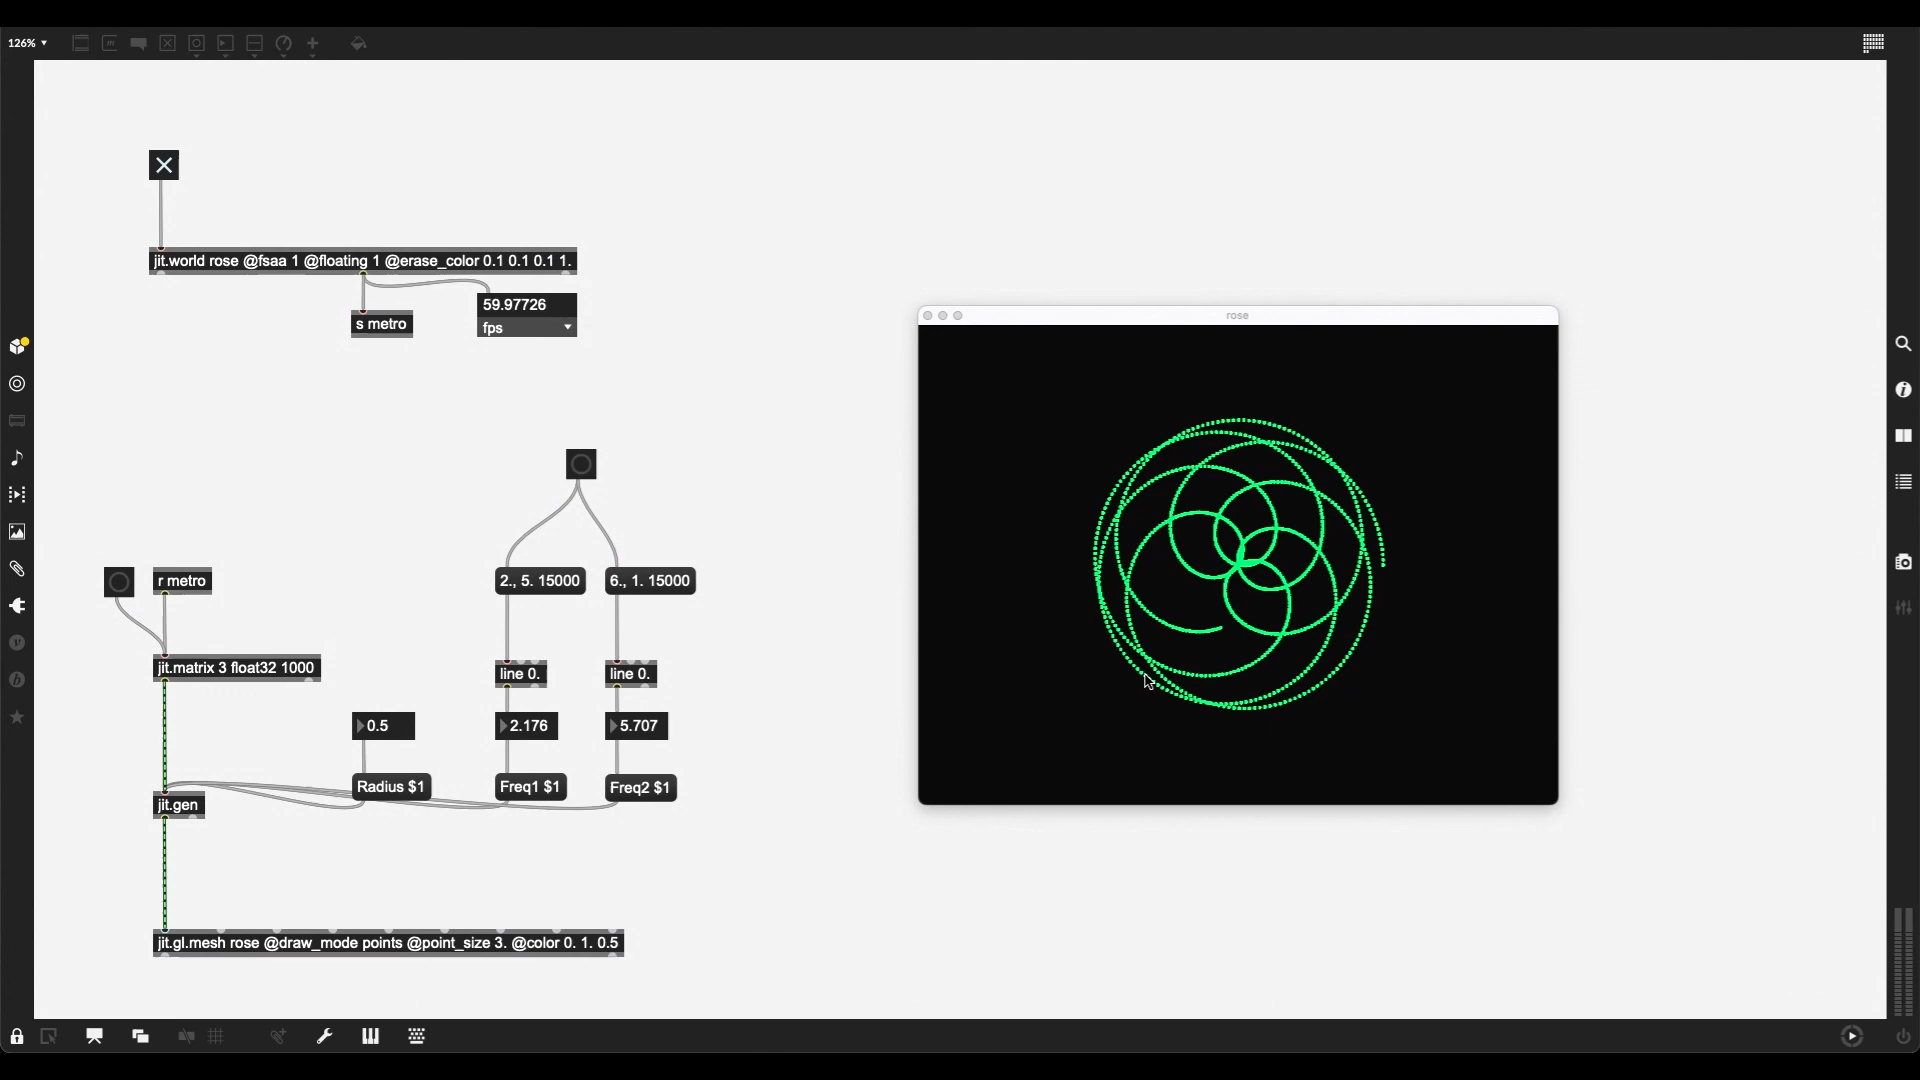 126%
jit.world rose @fsaa 1 @floating 1 @erase_color 0.1 0.1 0.1 1.
59.97726
s metro
fps
rose
r metro
2., 5. 15000
6., 1. 15000
jit.matrix 3 float32 1000
line 0.
line 0.
0.5
2.176
5.707
Radius $1
Freq1 $1
Freq2 $1
jit.gen
jit.gl.mesh rose @draw_mode points @point_size 3. @color 0. 1. 0.5